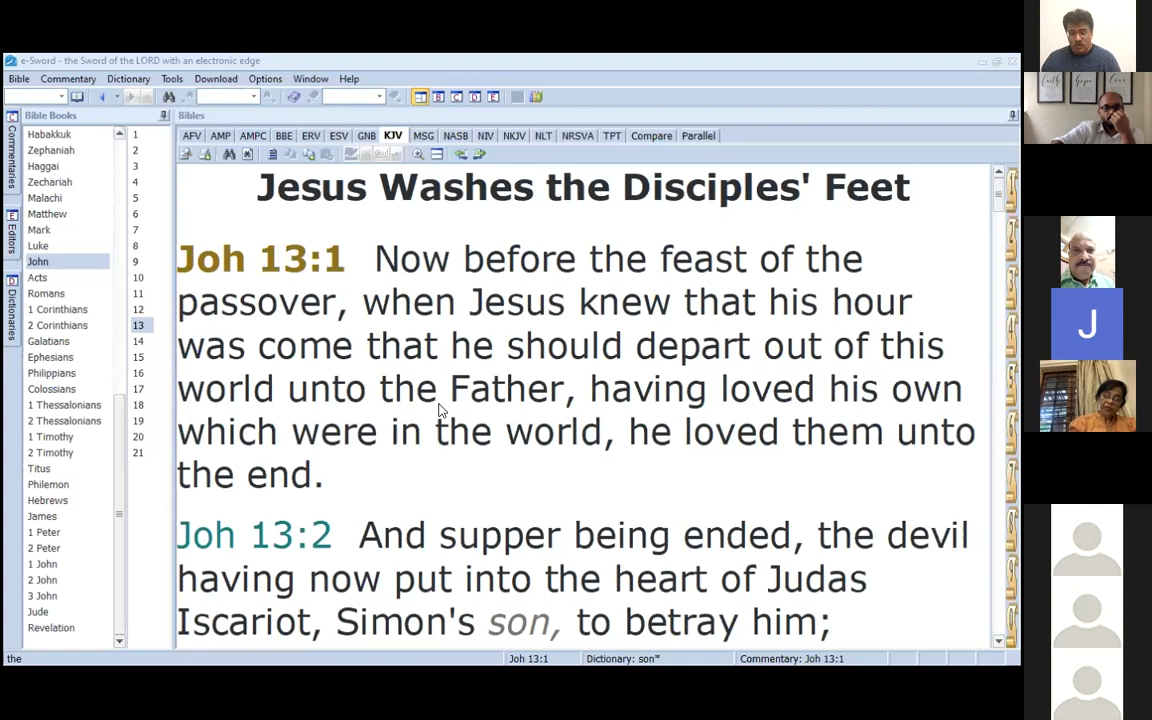 e-Sword - the Sword of the LORD with an electronic edge
Bible Commentary Dictionary Tools Download Options Window Help
Bible Books
Bibles
AFV AMP AMPC BBE ERV ESV GNB KJV MSG NASB NIV NKJV NLT NRSVA TPT Compare Parallel
Commentaries
Editors
Dictionaries
Habakkuk 1
Zephaniah 2
Haggai 3
Zechariah 4
Malachi 5
Matthew 6
Mark 7
Luke 8
John 9
Acts 10
Romans 11
1 Corinthians 12
2 Corinthians 13
Galatians 14
Ephesians 15
Philippians 16
Colossians 17
1 Thessalonians 18
2 Thessalonians 19
1 Timothy 20
2 Timothy 21
Titus
Philemon
Hebrews
James
1 Peter
2 Peter
1 John
2 John
3 John
Jude
Revelation
Jesus Washes the Disciples' Feet
Joh 13:1 Now before the feast of the
passover, when Jesus knew that his hour
was come that he should depart out of this
world unto the Father, having loved his own
which were in the world, he loved them unto
the end.
Joh 13:2 And supper being ended, the devil
having now put into the heart of Judas
Iscariot, Simon's son, to betray him;
the Joh 13:1 Dictionary: son* Commentary: Joh 13:1
faith hope love
J